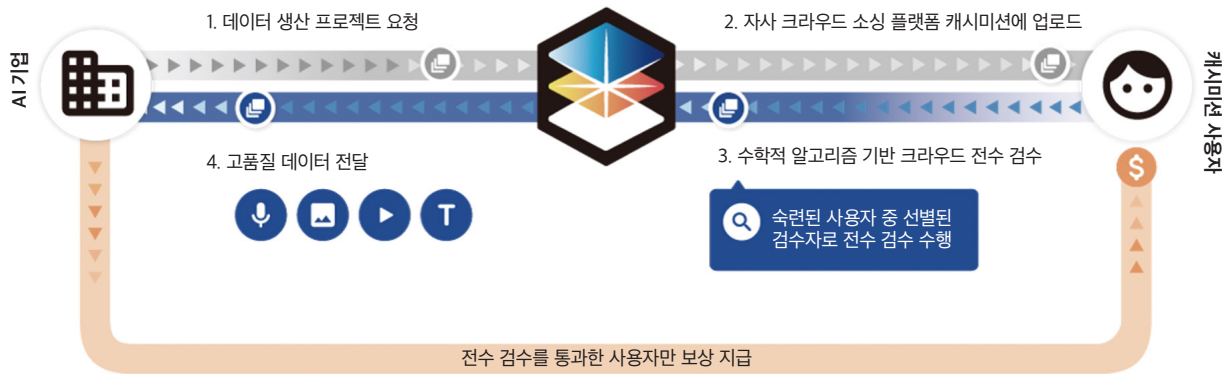 1. 데이터 생산 프로젝트 요청
2. 자사 크라우드 소싱 플랫폼 캐시미션에 업로드
AI 기업
캐시미션 사용자
4. 고품질 데이터 전달
3. 수학적 알고리즘 기반 크라우드 전수 검수
T
숙련된 사용자 중 선별된
검수자로 전수 검수 수행
$
전수 검수를 통과한 사용자만 보상 지급